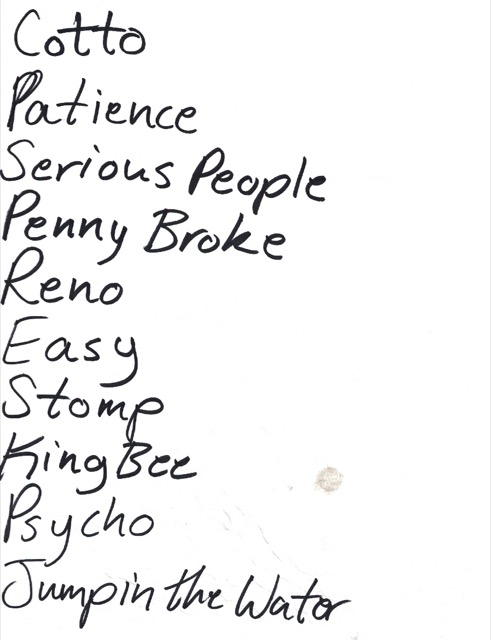 Cotto
Patience
Serious People
Penny Broke
Reno
Easy
Stomp
King Bee
Psycho
Jump in the Water